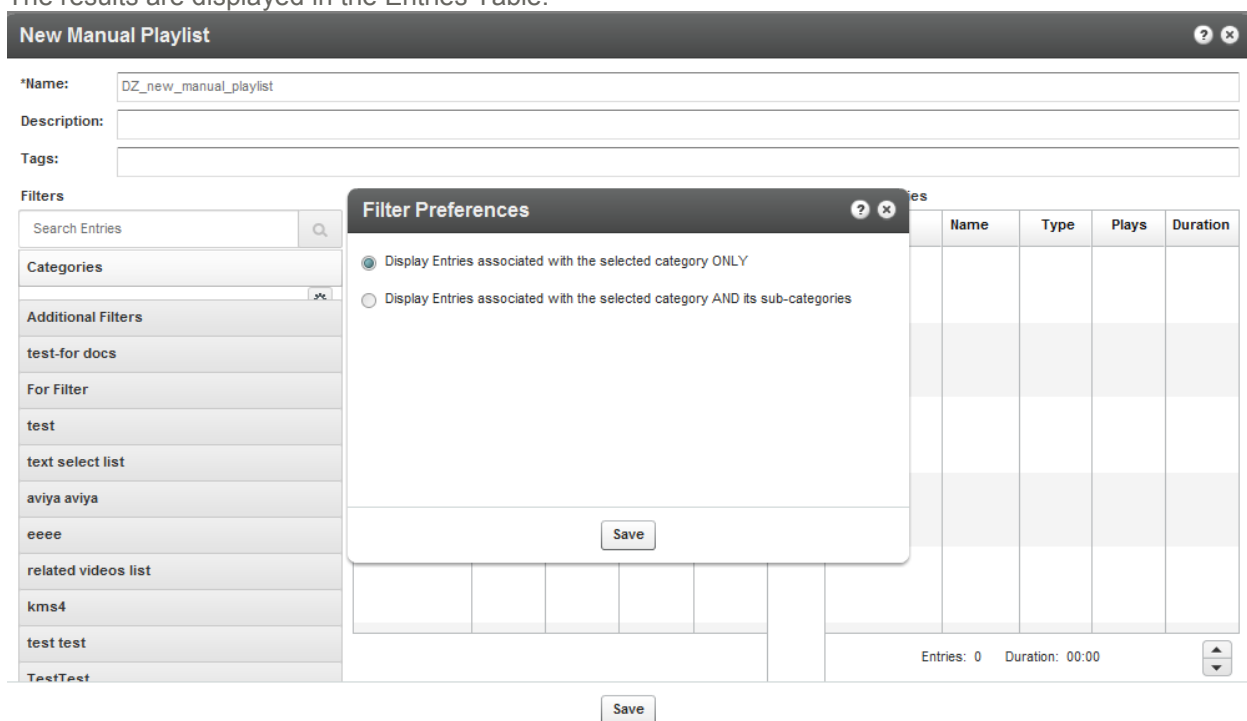 The results are displayed in the Entries Table.
New Manual Playlist
*Name:
DZ_new_manual_playlist
Description:
Tags:
Filters
Search Entries
Categories
Additional Filters
test-for docs
For Filter
test
text select list
aviya aviya
eeee
related videos list
kms4
test test
TestTest
Filter Preferences
Display Entries associated with the selected category ONLY
Display Entries associated with the selected category AND its sub-categories
Save
Name Type Plays Duration
Entries: 0 Duration: 00:00
Save